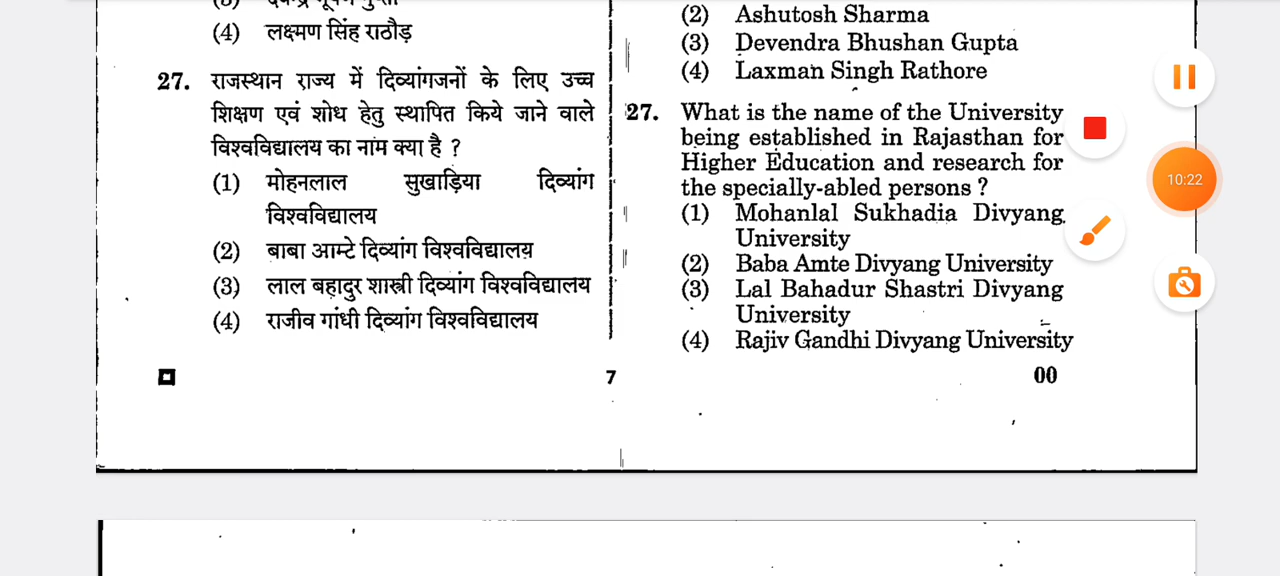 (4) लक्ष्मण सिंह राठौड़
27. राजस्थान राज्य में दिव्यांगजनों के लिए उच्च
शिक्षण एवं शोध हेतु स्थापित किये जाने वाले
विश्वविद्यालय का नाम क्या है ?
(1) मोहनलाल सुखाड़िया दिव्यांग
विश्वविद्यालय
(2) बाबा आम्टे दिव्यांग विश्वविद्यालय
(3) लाल बहादुर शास्त्री दिव्यांग विश्वविद्यालय
(4) राजीव गांधी दिव्यांग विश्वविद्यालय
(2) Ashutosh Sharma
(3) Devendra Bhushan Gupta
(4) Laxman Singh Rathore
27. What is the name of the University
being established in Rajasthan for
Higher Education and research for
the specially-abled persons ?
(1) Mohanlal Sukhadia Divyang
University
(2) Baba Amte Divyang University
(3) Lal Bahadur Shastri Divyang
University
(4) Rajiv Gandhi Divyang University
7
00
10:22